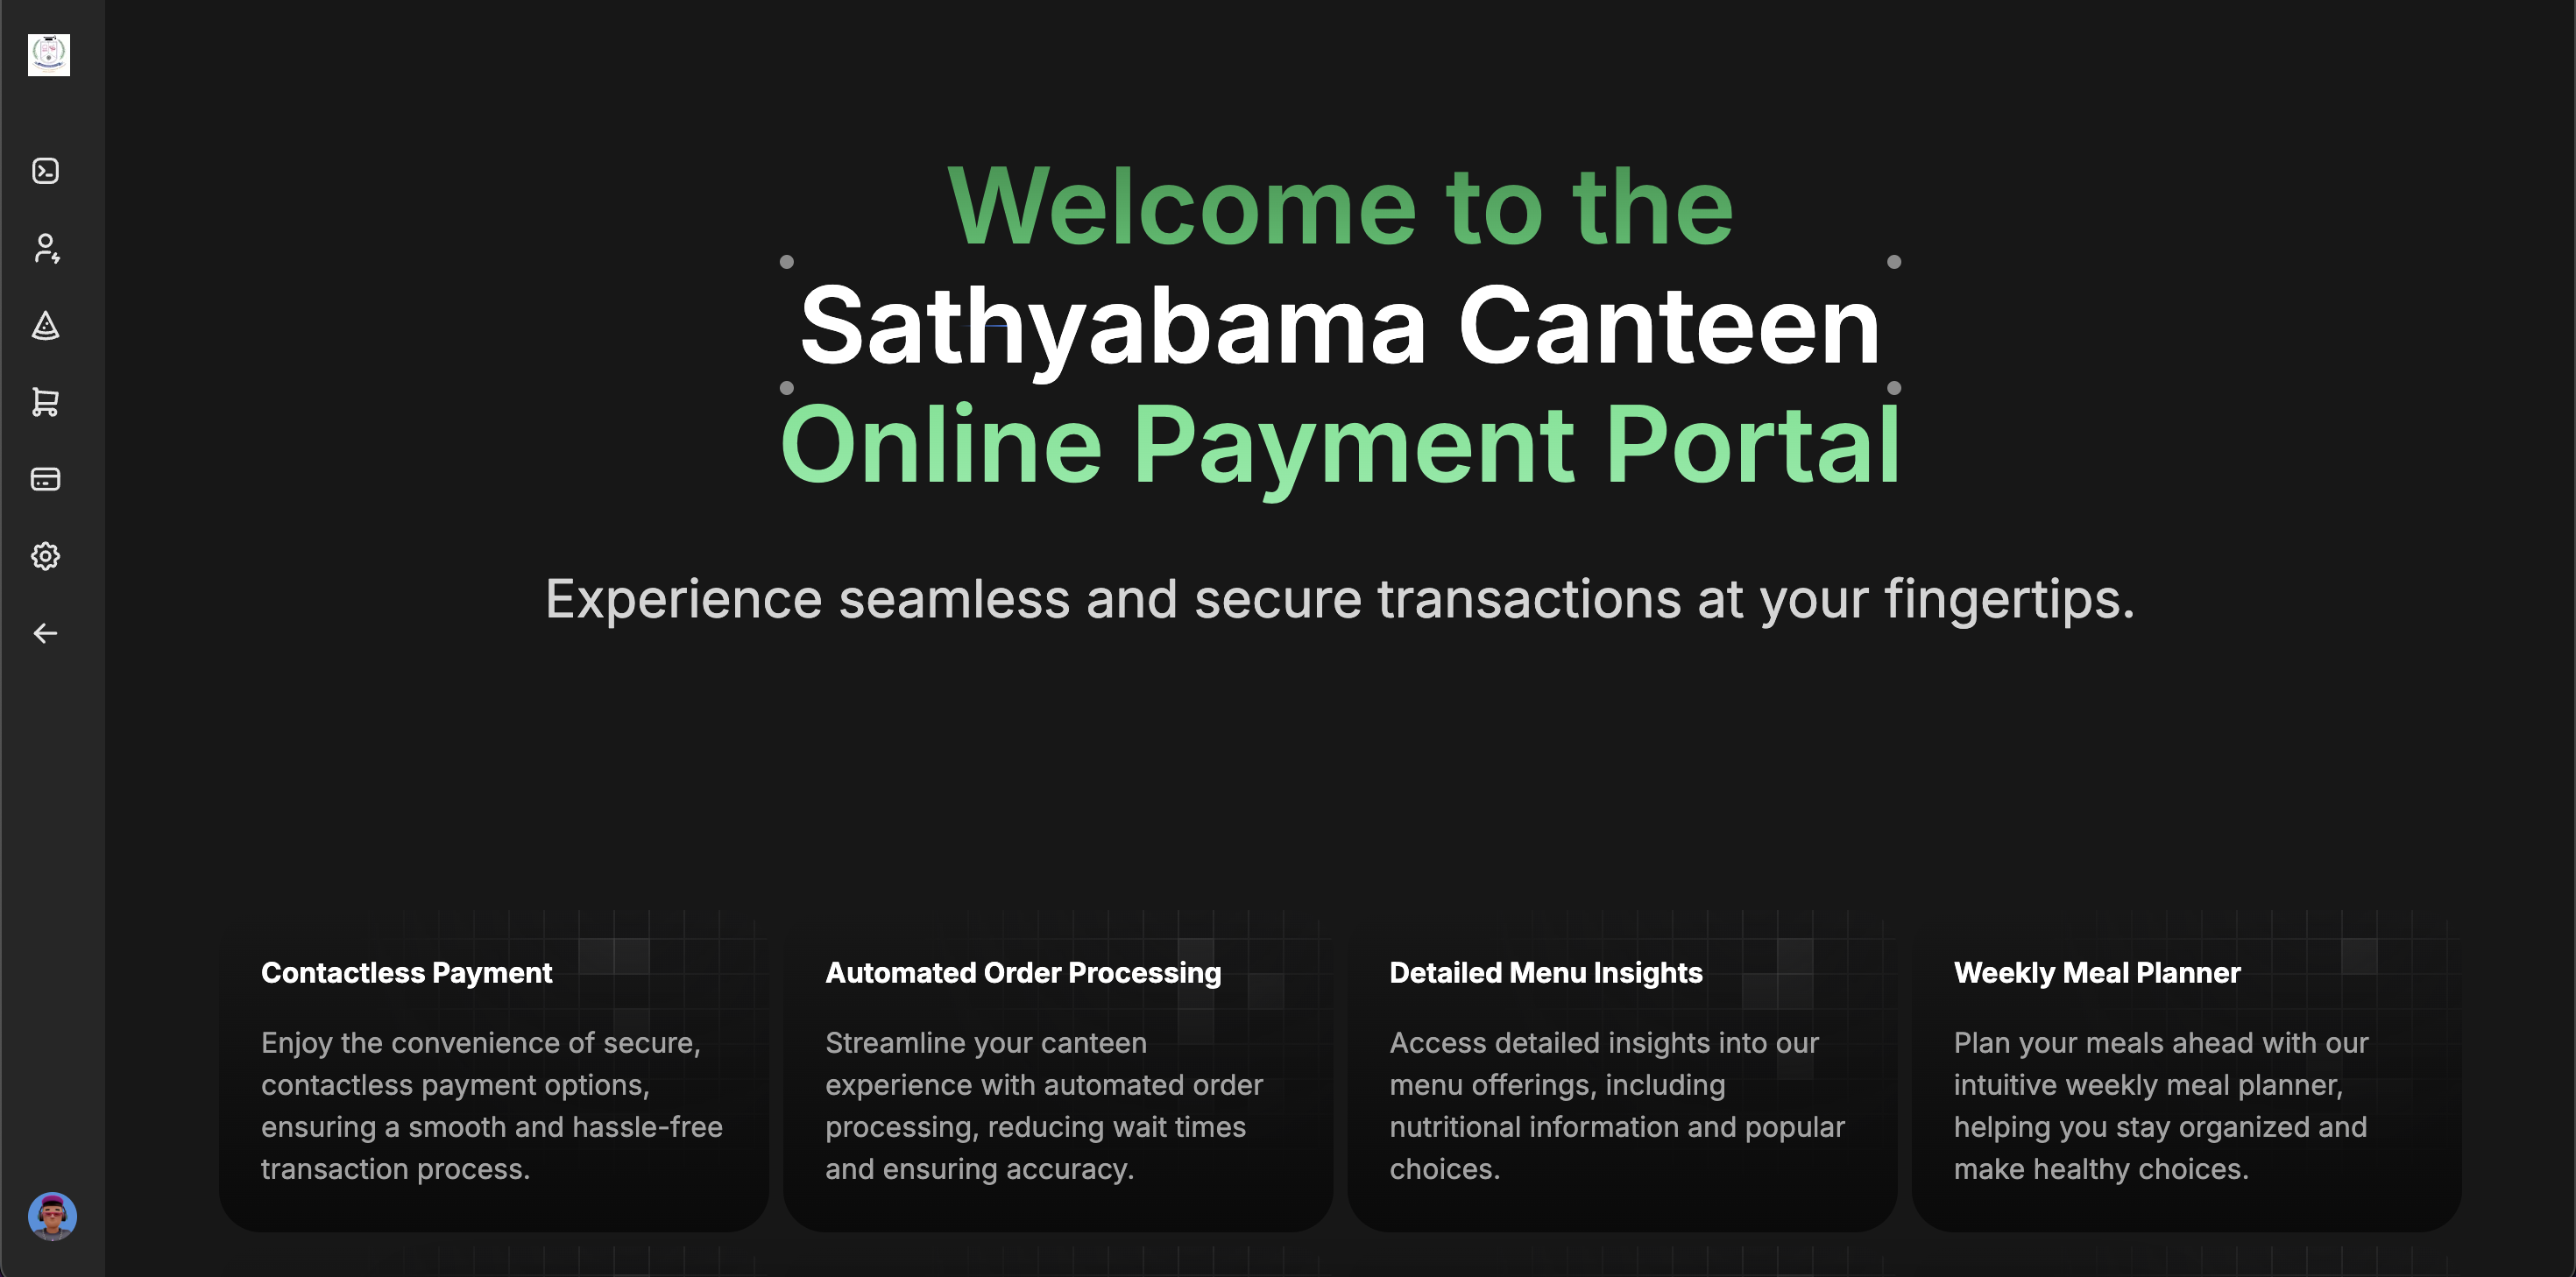 Welcome to the
Sathyabama Canteen
Online Payment Portal
Experience seamless and secure transactions at your fingertips.
Contactless Payment
Enjoy the convenience of secure,
contactless payment options,
ensuring a smooth and hassle-free
transaction process.
Automated Order Processing
Streamline your canteen
experience with automated order
processing, reducing wait times
and ensuring accuracy.
Detailed Menu Insights
Access detailed insights into our
menu offerings, including
nutritional information and popular
choices.
Weekly Meal Planner
Plan your meals ahead with our
intuitive weekly meal planner,
helping you stay organized and
make healthy choices.